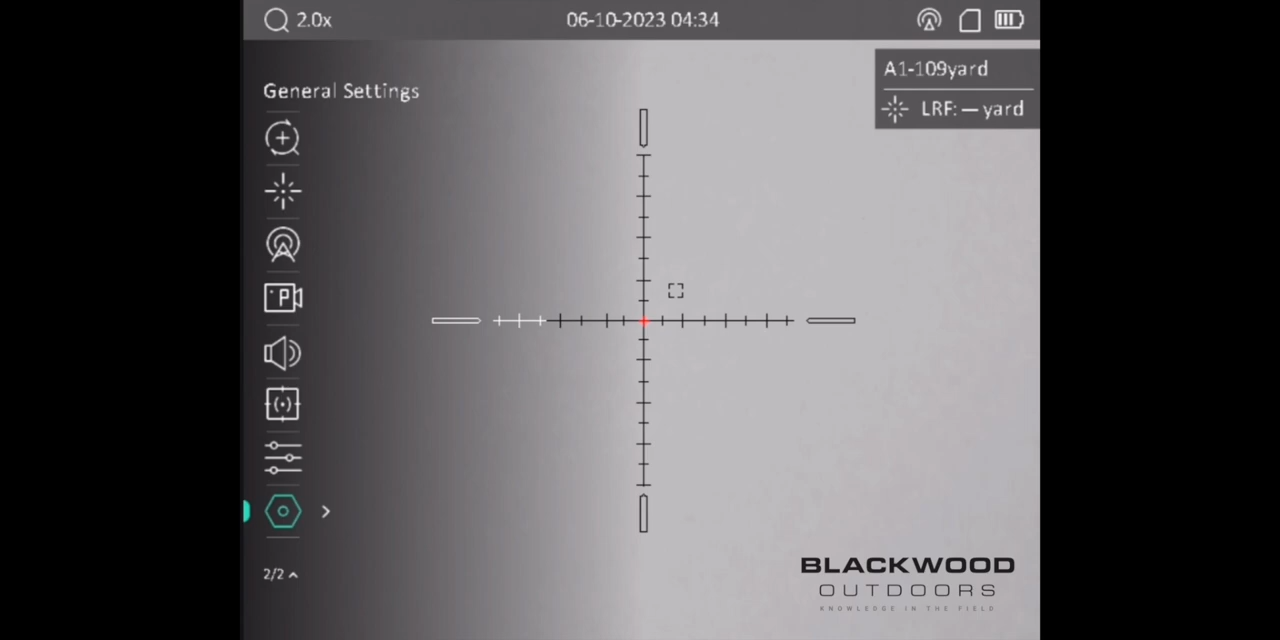 2.0x
06-10-2023 04:34
A1-109yard
LRF: — yard
General Settings
P
2/2
BLACKWOOD
OUTDOORS
KNOWLEDGE IN THE FIELD